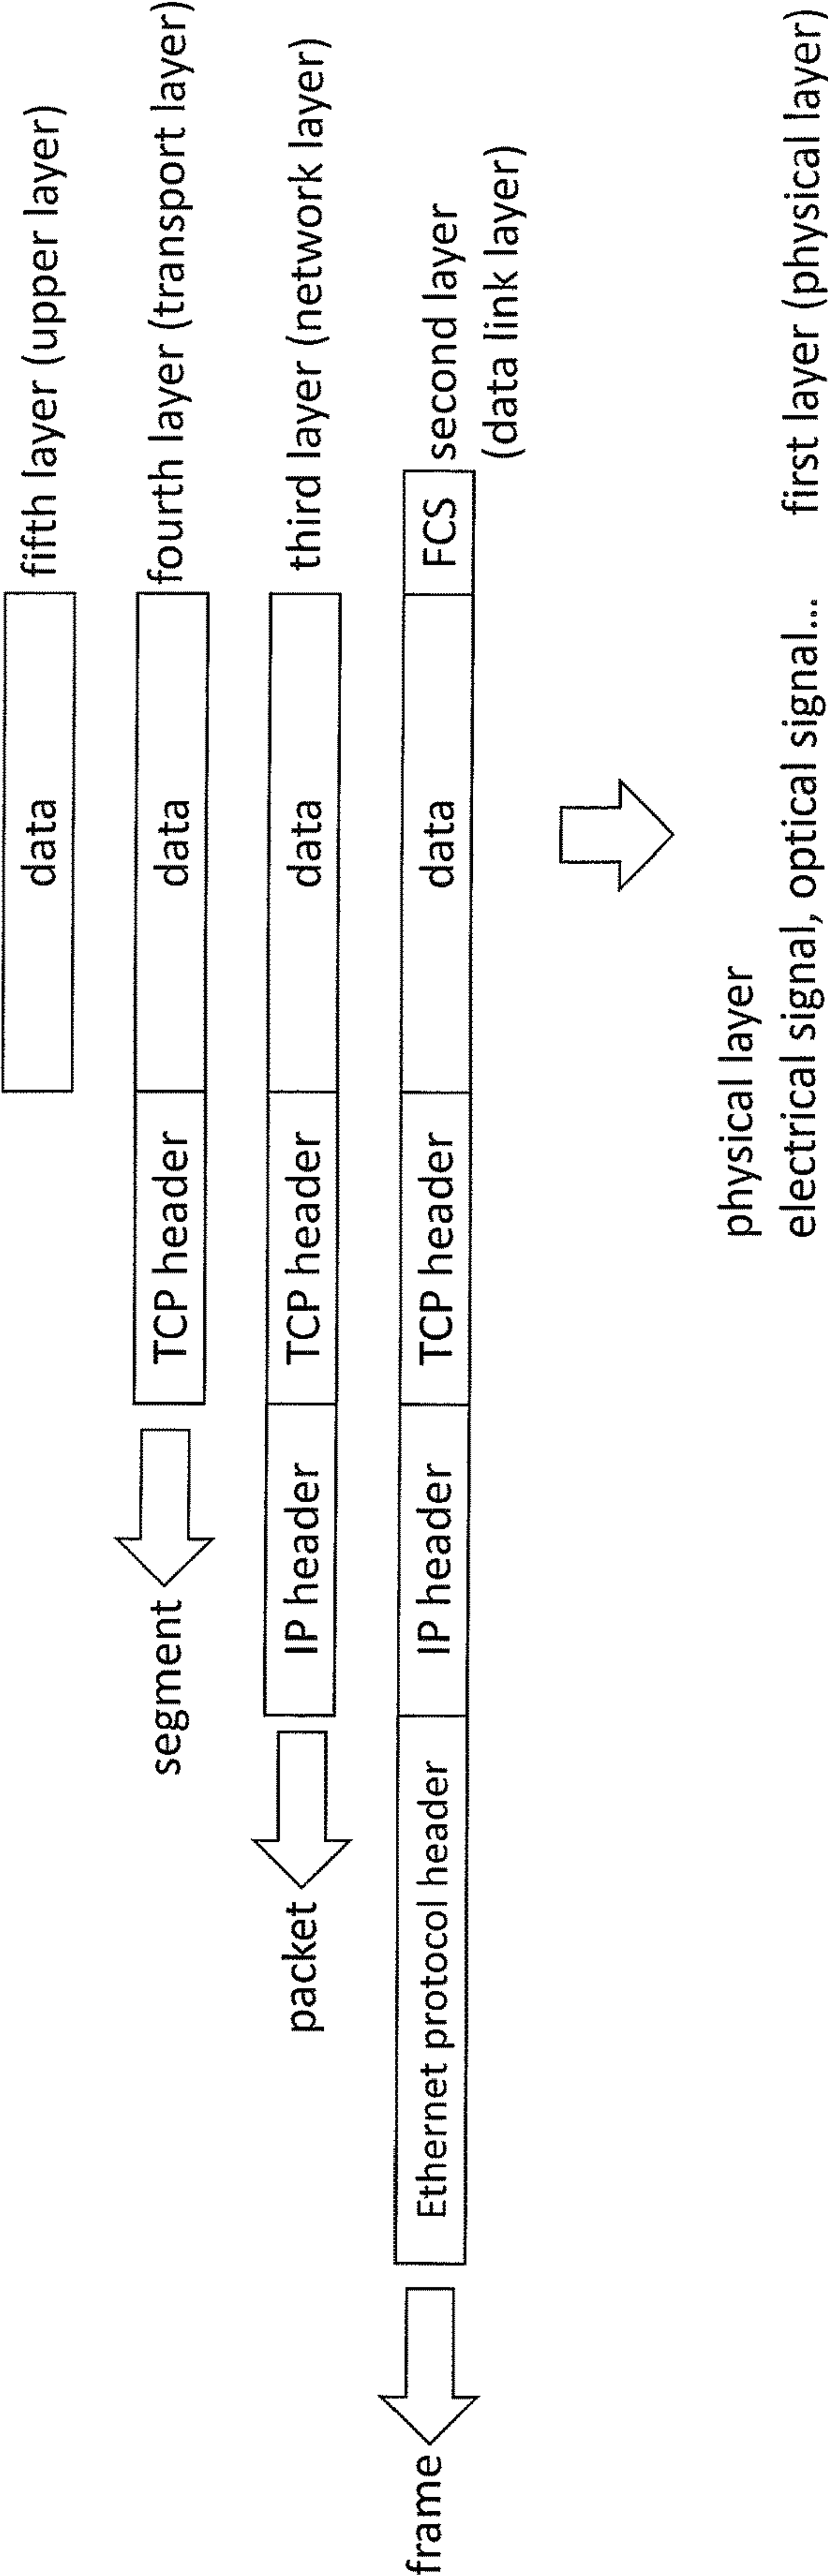 data fifth layer (upper layer)
segment TCP header data fourth layer (transport layer)
packet IP header TCP header data third layer (network layer)
frame Ethernet protocol header IP header TCP header data FCS second layer
(data link layer)
physical layer
electrical signal, optical signal... first layer (physical layer)